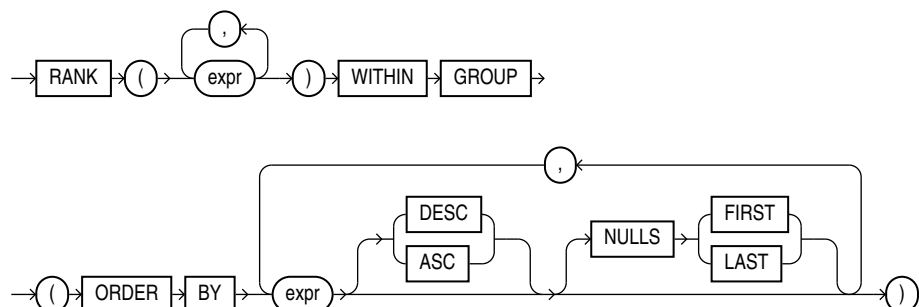 ,
RANK ( expr ) WITHIN GROUP
,
DESC FIRST
NULLS
ASC LAST
( ORDER BY expr )